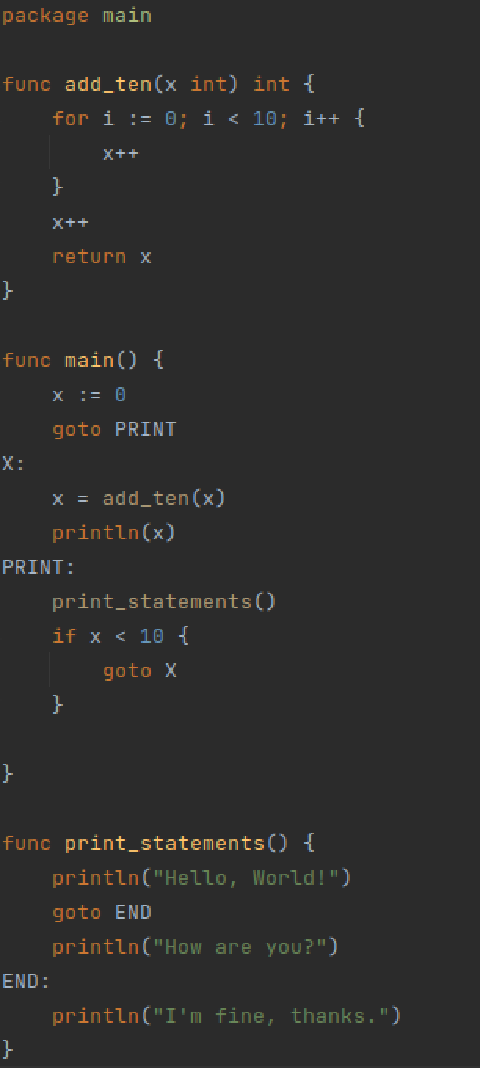 package main
func add_ten(x int) int {
for i := 0; i < 10; i++ {
x++
}
x++
return x
}
func main() {
x := 0
goto PRINT
X:
x = add_ten(x)
println(x)
PRINT:
print_statements()
if x < 10 {
goto X
}
}
func print_statements() {
println("Hello, World!")
goto END
println("How are you?")
END:
println("I'm fine, thanks.")
}